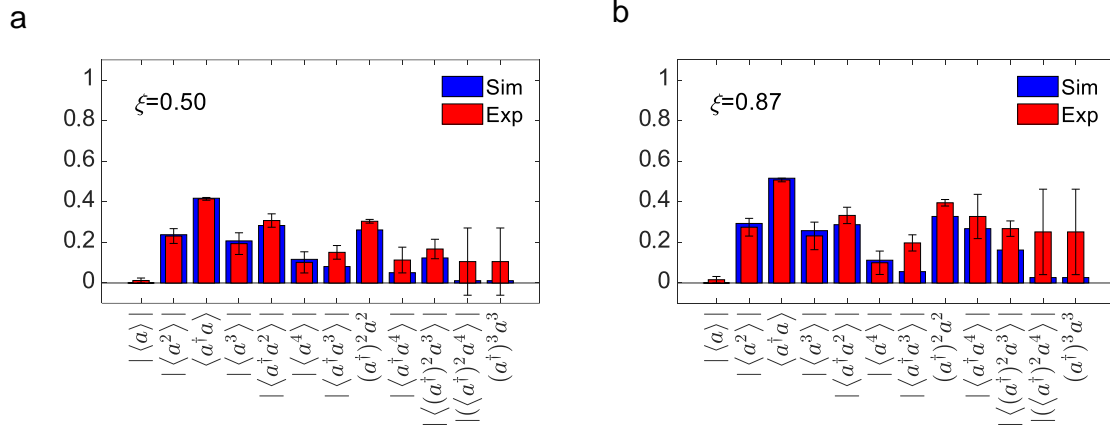 a
1
0.8
0.6
0.4
0.2
0
ξ=0.50
Sim
Exp
|⟨a⟩|
|⟨a²⟩|
⟨a†a⟩
|⟨a³⟩|
|⟨a†a²⟩|
|⟨a⁴⟩|
|⟨a†a³⟩|
(a†)²a²
|⟨a†a⁴⟩|
|⟨(a†)²a³⟩|
|(⟨a†)²a⁴⟩|
(a†)³a³
b
1
0.8
0.6
0.4
0.2
0
ξ=0.87
Sim
Exp
|⟨a⟩|
|⟨a²⟩|
⟨a†a⟩
|⟨a³⟩|
|⟨a†a²⟩|
|⟨a⁴⟩|
|⟨a†a³⟩|
(a†)²a²
|⟨a†a⁴⟩|
|⟨(a†)²a³⟩|
|(⟨a†)²a⁴⟩|
(a†)³a³